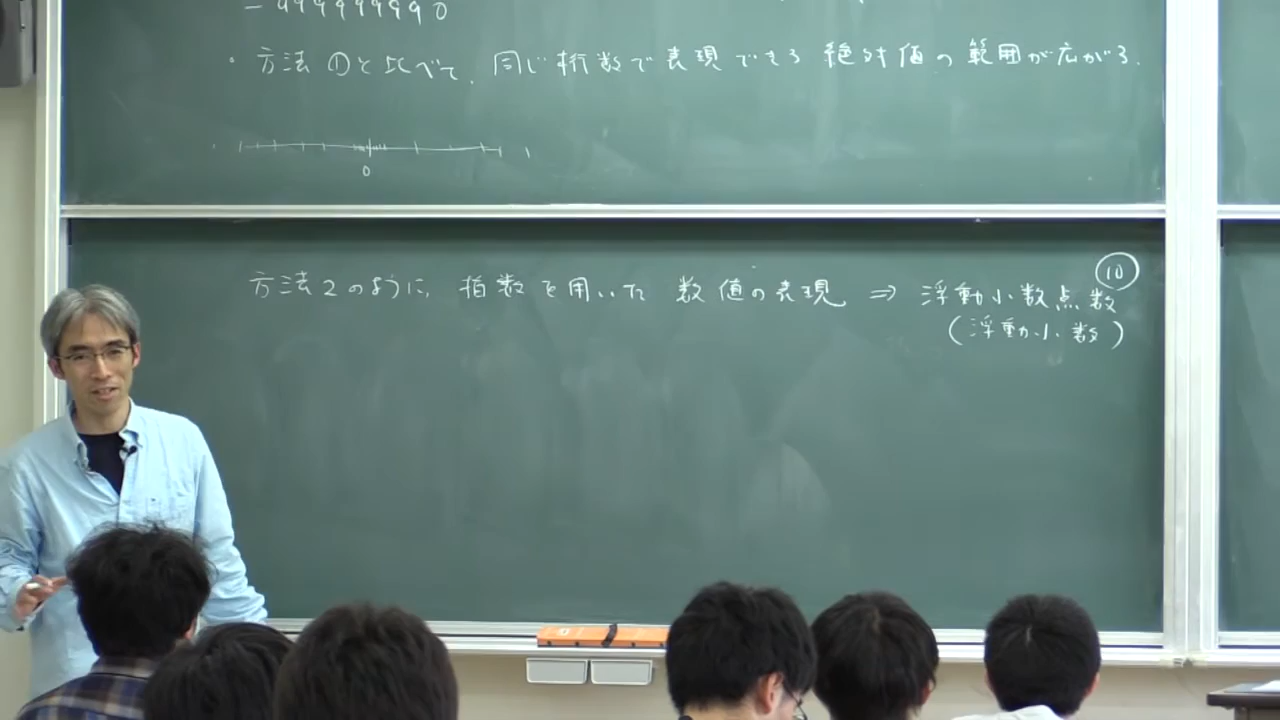 - 9999999990
・方法①と比べて、同じ桁数で表現できる絶対値の範囲が広がる.
0
⑩
方法2のように、指数を用いた数値の表現 ⇒ 浮動小数点数
(浮動小数)